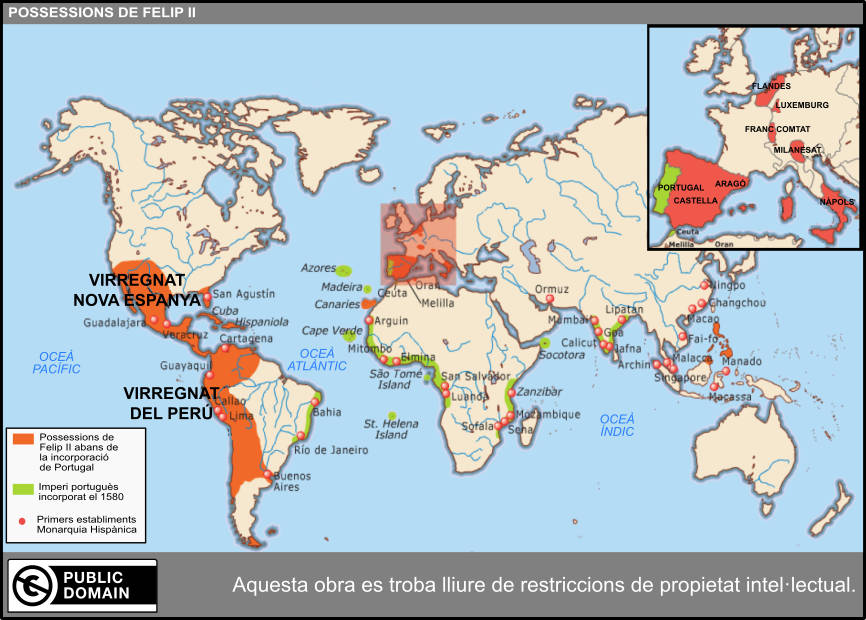 POSSESSIONS DE FELIP II
FLANDES
LUXEMBURG
FRANC COMTAT
MILANESAT
PORTUGAL
ARAGÓ
CASTELLA
NÀPOLS
Ceuta
Melilla
Oran
VIRREGNAT
NOVA ESPANYA
San Agustín
Cuba
Hispaniola
Guadalajara
Veracruz
Cartagena
Azores
Madeira
Canaries
Ceuta
Oran
Melilla
Arguin
Cape Verde
Mitombo
Elmina
São Tomé
Island
San Salvador
Luanda
St. Helena
Island
Ormuz
Mumbai
Lipatan
Goa
Calicut
Jafna
Socotora
Archin
Ningpo
Changchou
Macao
Fai-fo
Malacca
Manado
Singapore
Macassa
Zanzibàr
Mozambique
Sofala
Sena
OCEÀ
PACÍFIC
OCEÀ
ATLÀNTIC
OCEÀ
ÍNDIC
Guayaquil
VIRREGNAT
DEL PERÚ
Callao
Lima
Bahia
Río de Janeiro
Buenos
Aires
Possessions de
Felip II abans de
la incorporació
de Portugal
Imperi portuguès
incorporat el 1580
Primers establiments
Monarquia Hispànica
PUBLIC
DOMAIN
Aquesta obra es troba lliure de restriccions de propietat intel·lectual.